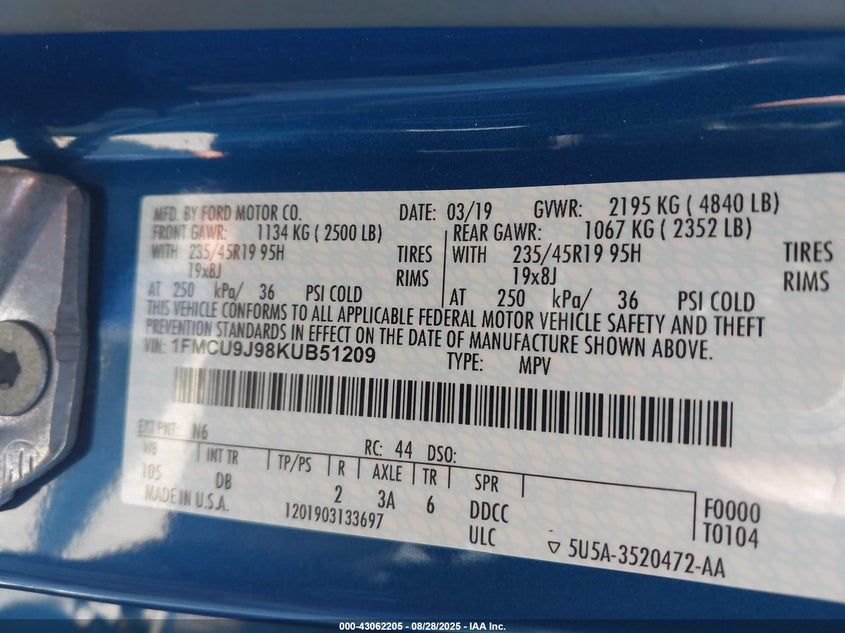 MFD. BY FORD MOTOR CO. DATE: 03/19 GVWR: 2195 KG ( 4840 LB)
FRONT GAWR: 1134 KG ( 2500 LB) REAR GAWR: 1067 KG ( 2352 LB)
WITH 235/45R19 95H TIRES WITH 235/45R19 95H TIRES
19x8J RIMS 19x8J RIMS
AT 250 kPa/ 36 PSI COLD AT 250 kPa/ 36 PSI COLD
THIS VEHICLE CONFORMS TO ALL APPLICABLE FEDERAL MOTOR VEHICLE SAFETY AND THEFT
PREVENTION STANDARDS IN EFFECT ON THE DATE OF MANUFACTURE SHOWN ABOVE.
VIN: 1FMCU9J98KUB51209 TYPE: MPV
EXT PNT: N6 RC: 44 DSO:
WB INT TR TP/PS R AXLE TR SPR
105 DB 2 3A 6 DDCC F0000
MADE IN U.S.A. 1201903133697 ULC T0104
5U5A-3520472-AA
000-43062205 - 08/28/2025 - IAA Inc.